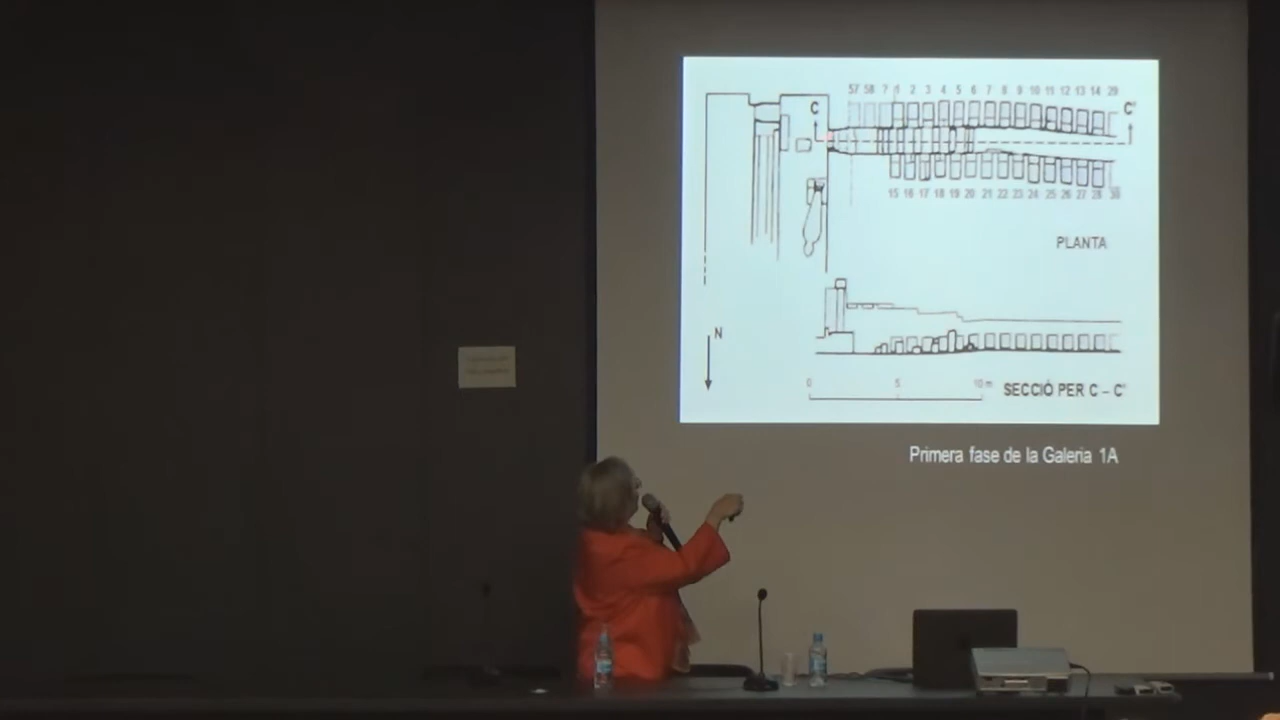 57 58 ? 1 2 3 4 5 6 7 8 9 10 11 12 13 14 29
C C'
15 16 17 18 19 20 21 22 23 24 25 26 27 28 30
PLANTA
N
0 5 10 m
SECCIÓ PER C – C'
Primera fase de la Galeria 1A